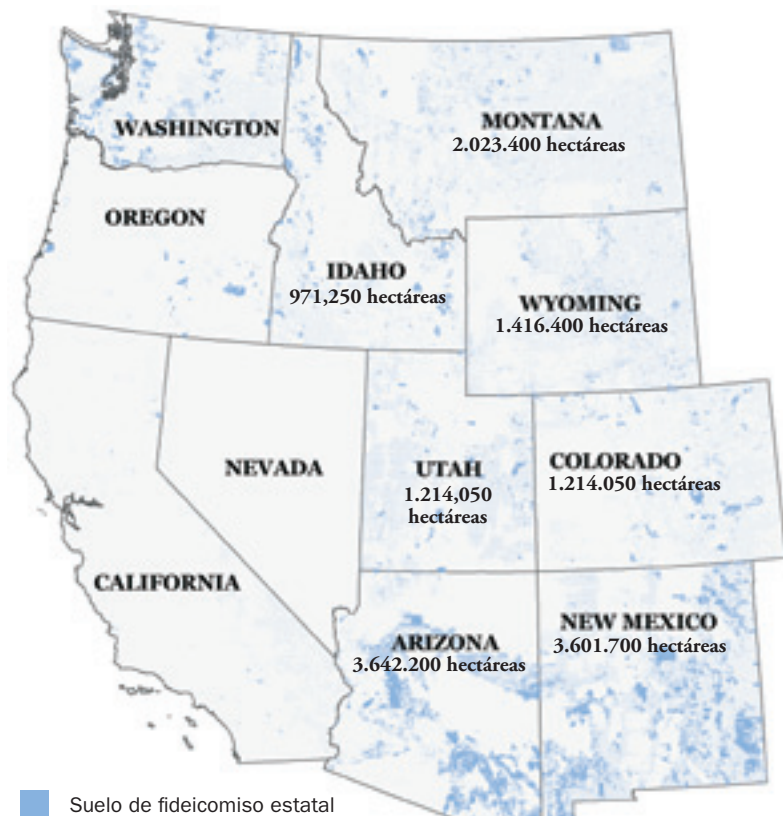 WASHINGTON
MONTANA
2.023.400 hectáreas
OREGON
IDAHO
971,250 hectáreas
WYOMING
1.416.400 hectáreas
NEVADA
UTAH
1.214,050
hectáreas
COLORADO
1.214.050 hectáreas
CALIFORNIA
ARIZONA
3.642.200 hectáreas
NEW MEXICO
3.601.700 hectáreas
Suelo de fideicomiso estatal